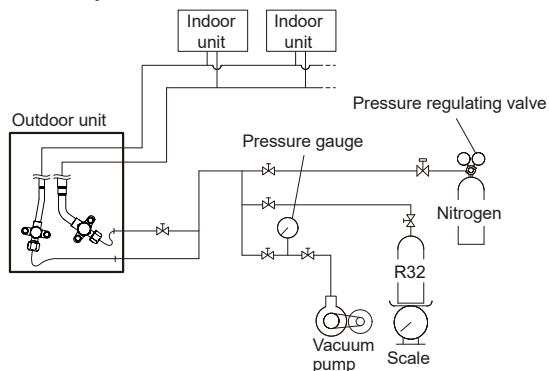 Indoor
unit
Indoor
unit
Outdoor unit
Pressure gauge
Pressure regulating valve
Nitrogen
R32
Vacuum
pump
Scale